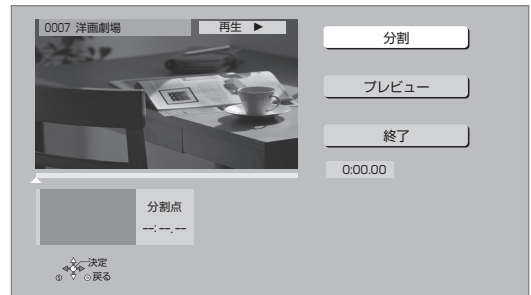 0007 洋画劇場
再生 ▶
分割
プレビュー
終了
0:00.00
分割点
--:--.--
決定
戻る